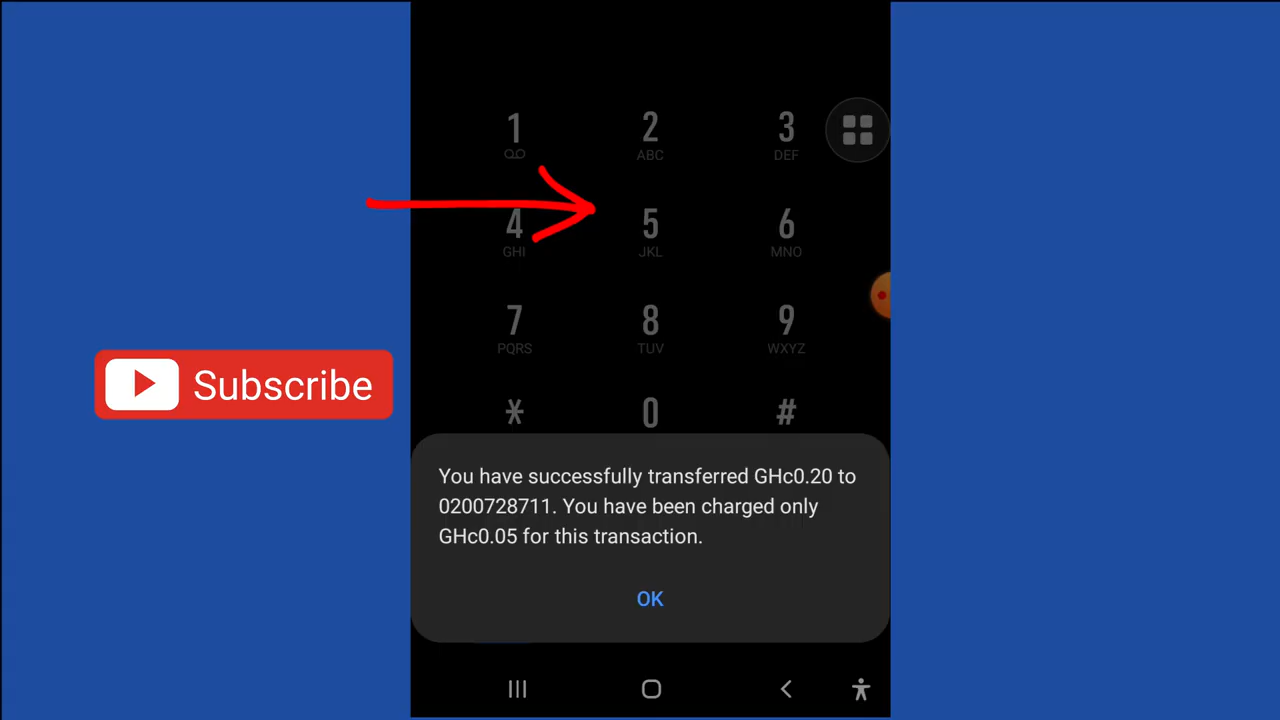 1 2 3
ABC DEF
4 5 6
GHI JKL MNO
7 8 9
PQRS TUV WXYZ
* 0 #
Subscribe
You have successfully transferred GHc0.20 to
0200728711. You have been charged only
GHc0.05 for this transaction.
OK